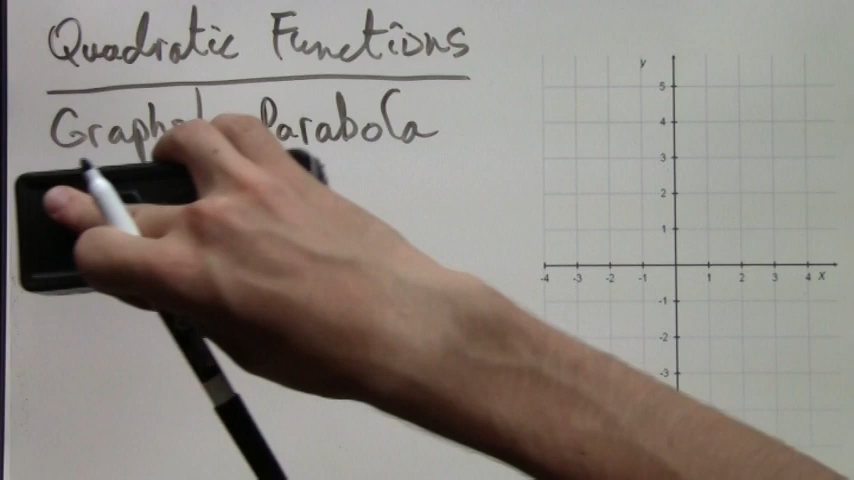 Quadratic Functions
Graph Parabola
y
5
4
3
2
1
-4 -3 -2 -1 1 2 3 4 x
-1
-2
-3